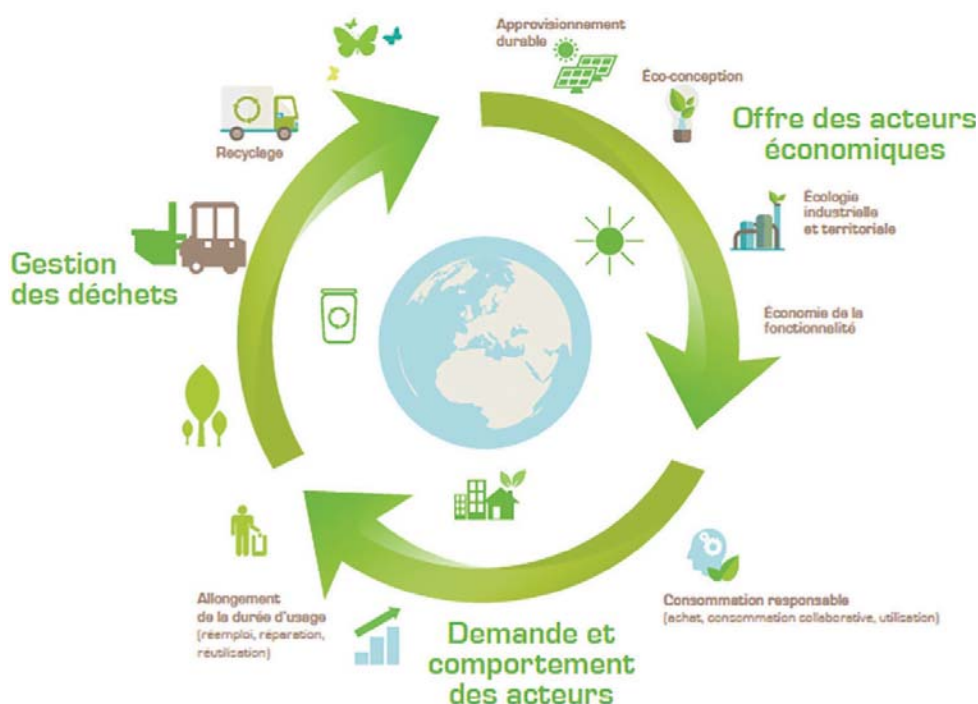 Approvisionnement
durable
Éco-conception
Offre des acteurs
économiques
Recyclage
Écologie
industrielle
et territoriale
Gestion
des déchets
Économie de la
fonctionnalité
Allongement
de la durée d'usage
(réemploi, réparation,
réutilisation)
Consommation responsable
(achat, consommation collaborative, utilisation)
Demande et
comportement
des acteurs